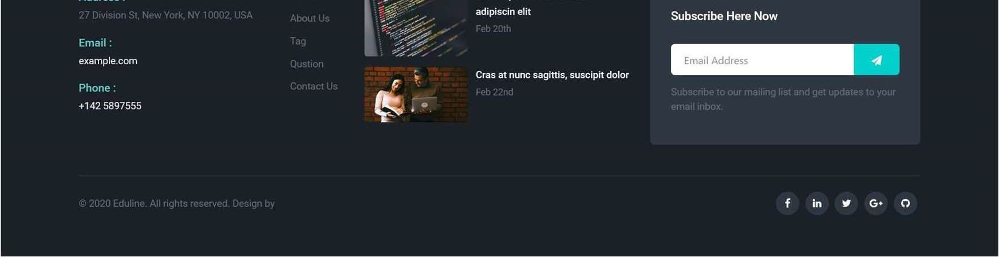 27 Division St, New York, NY 10002, USA
Email :
example.com
Phone :
+142 5897555
About Us
Tag
Qustion
Contact Us
adipiscin elit
Feb 20th
Cras at nunc sagittis, suscipit dolor
Feb 22nd
Subscribe Here Now
Email Address
Subscribe to our mailing list and get updates to your
email inbox.
© 2020 Eduline. All rights reserved. Design by